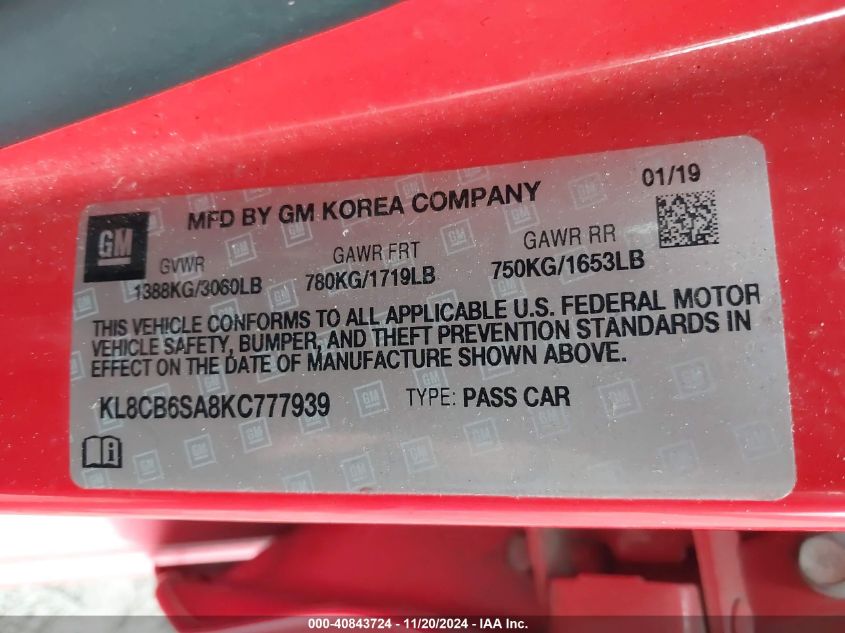 MFD BY GM KOREA COMPANY
01/19
GM
GVWR
GAWR FRT
GAWR RR
1388KG/3060LB
780KG/1719LB
750KG/1653LB
THIS VEHICLE CONFORMS TO ALL APPLICABLE U.S. FEDERAL MOTOR
VEHICLE SAFETY, BUMPER, AND THEFT PREVENTION STANDARDS IN
EFFECT ON THE DATE OF MANUFACTURE SHOWN ABOVE.
KL8CB6SA8KC777939
TYPE: PASS CAR
000-40843724 - 11/20/2024 - IAA Inc.